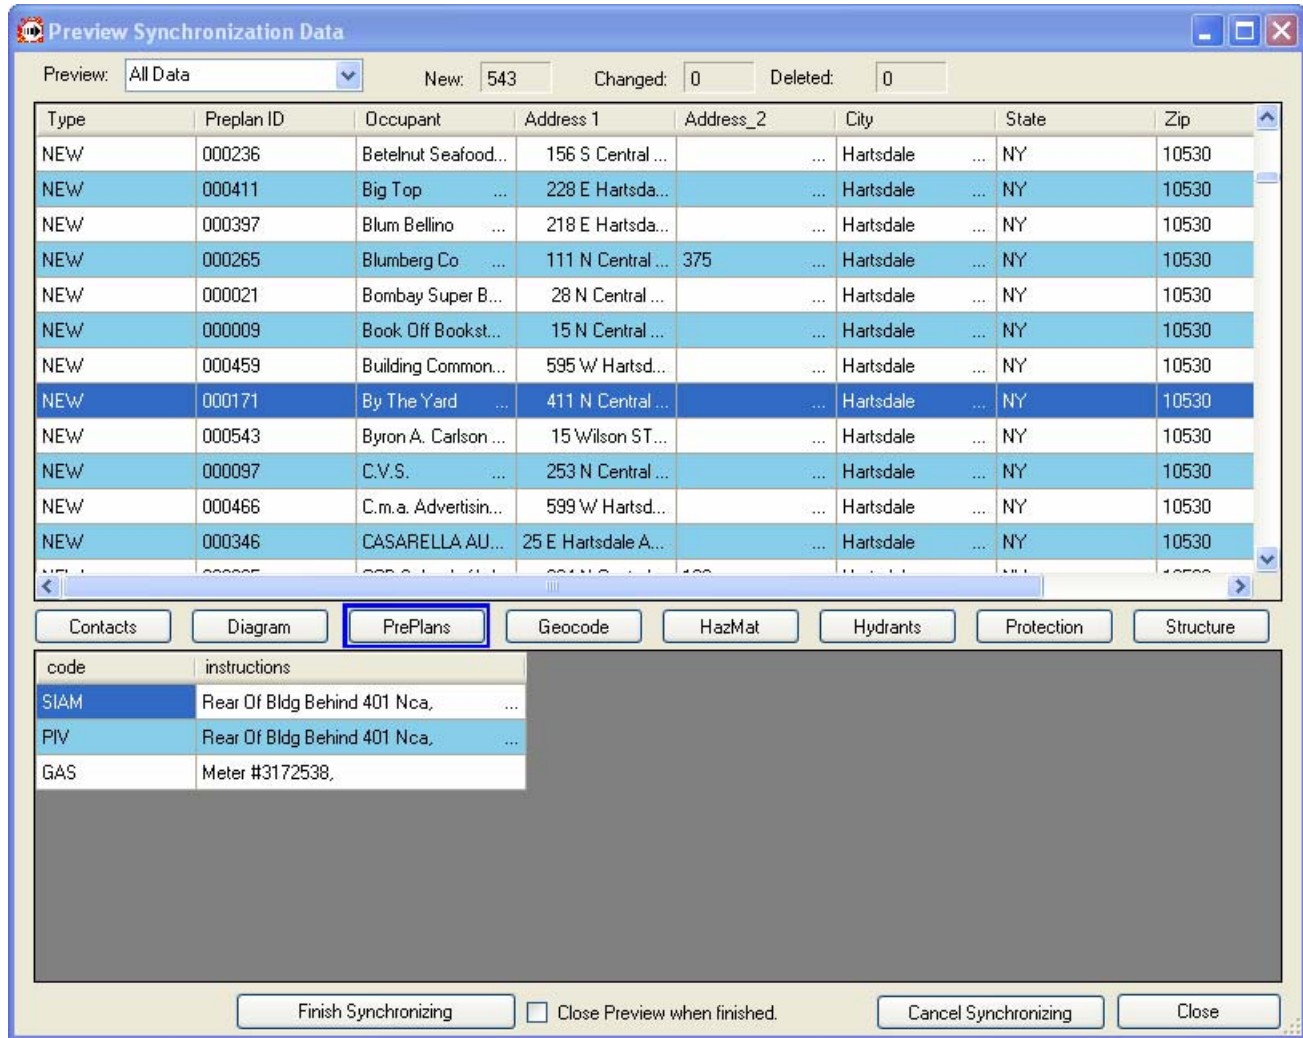 Preview Synchronization Data
Preview: All Data New: 543 Changed: 0 Deleted: 0
Type Preplan ID Occupant Address 1 Address_2 City State Zip
NEW 000236 Betelnut Seafood... 156 S Central ... ... Hartsdale ... NY 10530
NEW 000411 Big Top ... 228 E Hartsda... ... Hartsdale ... NY 10530
NEW 000397 Blum Bellino ... 218 E Hartsda... ... Hartsdale ... NY 10530
NEW 000265 Blumberg Co ... 111 N Central ... 375 ... Hartsdale ... NY 10530
NEW 000021 Bombay Super B... 28 N Central ... ... Hartsdale ... NY 10530
NEW 000009 Book Off Bookst... 15 N Central ... ... Hartsdale ... NY 10530
NEW 000459 Building Common... 595 W Hartsd... ... Hartsdale ... NY 10530
NEW 000171 By The Yard ... 411 N Central ... ... Hartsdale ... NY 10530
NEW 000543 Byron A. Carlson ... 15 Wilson ST... ... Hartsdale ... NY 10530
NEW 000097 C.V.S. ... 253 N Central ... ... Hartsdale ... NY 10530
NEW 000466 C.m.a. Advertisin... 599 W Hartsd... ... Hartsdale ... NY 10530
NEW 000346 CASARELLA AU... 25 E Hartsdale A... ... Hartsdale ... NY 10530
Contacts Diagram PrePlans Geocode HazMat Hydrants Protection Structure
code instructions
SIAM Rear Of Bldg Behind 401 Nca, ...
PIV Rear Of Bldg Behind 401 Nca, ...
GAS Meter #3172538,
Finish Synchronizing Close Preview when finished. Cancel Synchronizing Close